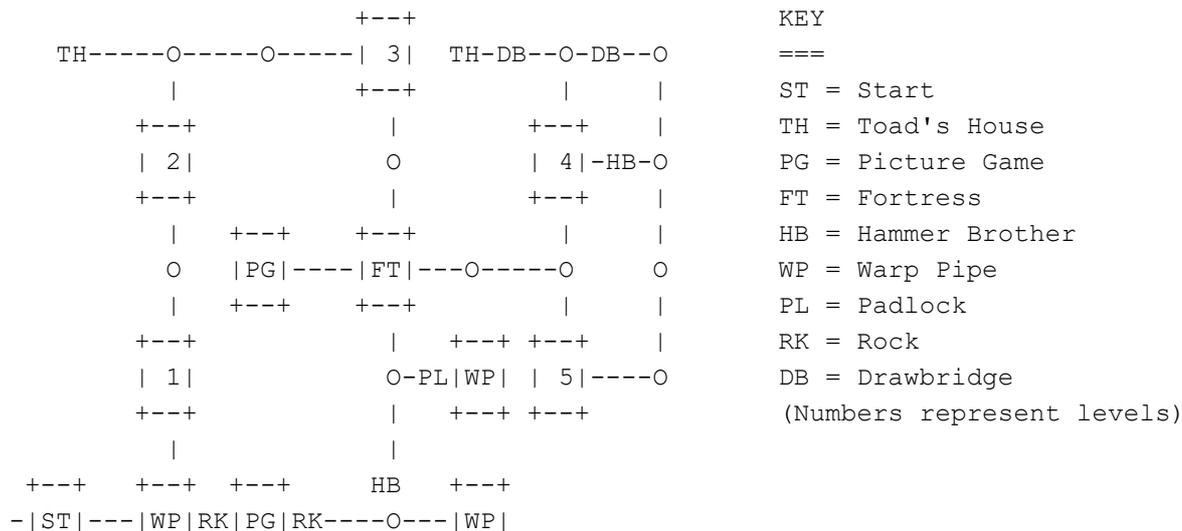 +--+                              KEY
    TH-----O-----O-----| 3|  TH-DB--O-DB--O         ===
           |           +--+         |     |         ST = Start
         +--+            |        +--+    |         TH = Toad's House
         | 2|            O        | 4|-HB-O         PG = Picture Game
         +--+            |        +--+    |         FT = Fortress
           |   +--+    +--+         |     |         HB = Hammer Brother
           O   |PG|----|FT|---O-----O     O         WP = Warp Pipe
           |   +--+    +--+         |     |         PL = Padlock
         +--+            |   +--+ +--+    |         RK = Rock
         | 1|            O-PL|WP| | 5|----O         DB = Drawbridge
         +--+            |   +--+ +--+              (Numbers represent levels)
           |             |
  +--+   +--+  +--+     HB   +--+
 -|ST|---|WP|RK|PG|RK----O---|WP|